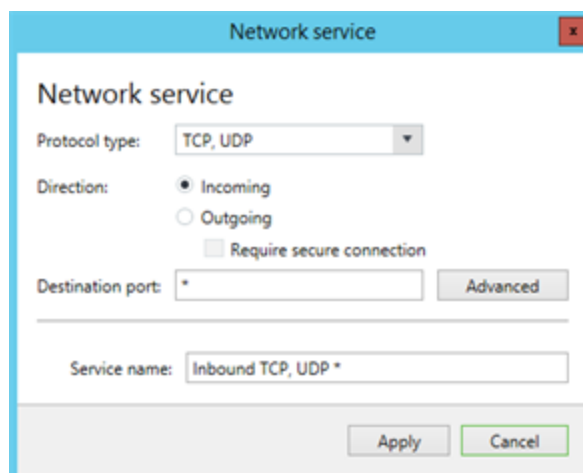 Network service
x
Network service
Protocol type: TCP, UDP
Direction: Incoming
Outgoing
Require secure connection
Destination port: * Advanced
Service name: Inbound TCP, UDP *
Apply Cancel